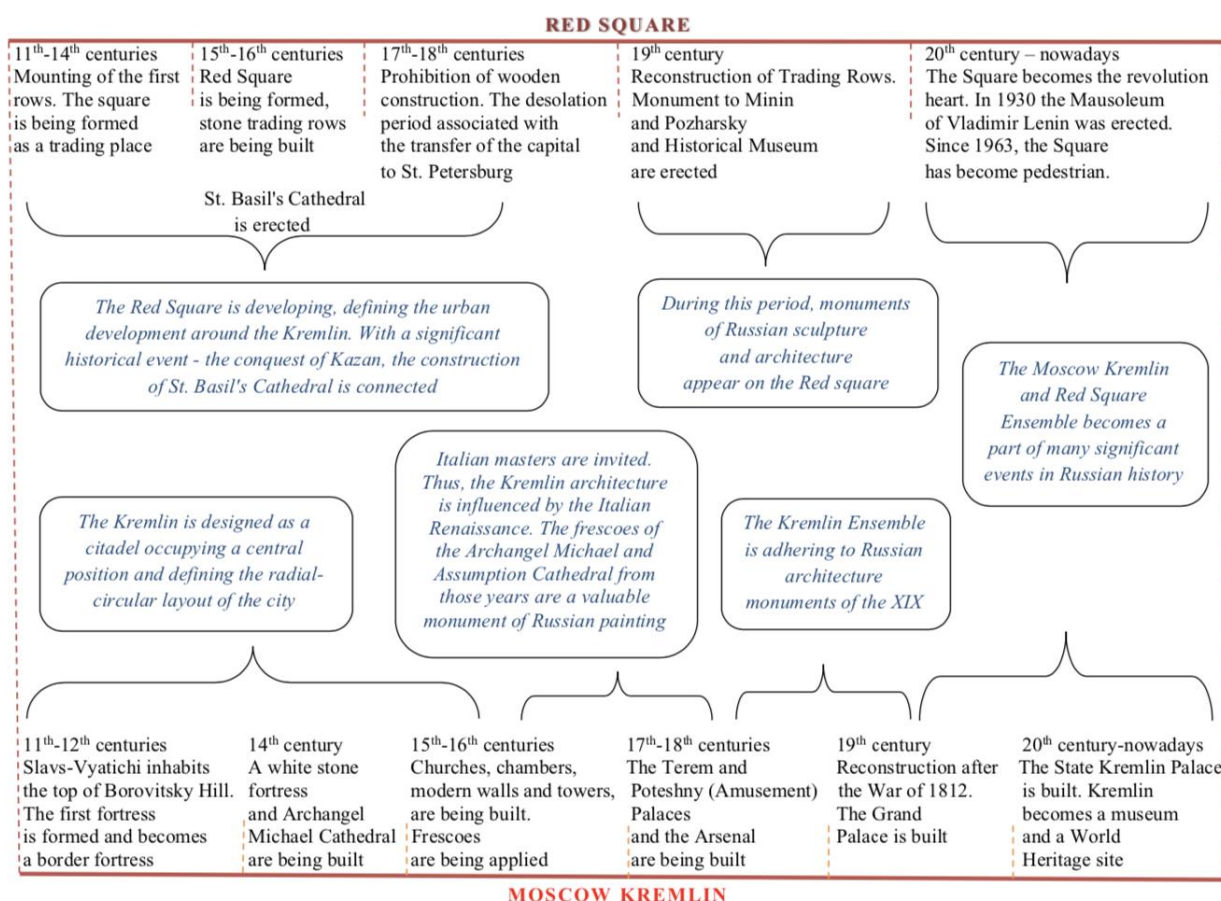 RED SQUARE
11th-14th centuries
Mounting of the first
rows. The square
is being formed
as a trading place
15th-16th centuries
Red Square
is being formed,
stone trading rows
are being built
St. Basil's Cathedral
is erected
17th-18th centuries
Prohibition of wooden
construction. The desolation
period associated with
the transfer of the capital
to St. Petersburg
19th century
Reconstruction of Trading Rows.
Monument to Minin
and Pozharsky
and Historical Museum
are erected
20th century – nowadays
The Square becomes the revolution
heart. In 1930 the Mausoleum
of Vladimir Lenin was erected.
Since 1963, the Square
has become pedestrian.
The Red Square is developing, defining the urban
development around the Kremlin. With a significant
historical event - the conquest of Kazan, the construction
of St. Basil's Cathedral is connected
During this period, monuments
of Russian sculpture
and architecture
appear on the Red square
The Moscow Kremlin
and Red Square
Ensemble becomes a
part of many significant
events in Russian history
The Kremlin is designed as a
citadel occupying a central
position and defining the radial-
circular layout of the city
Italian masters are invited.
Thus, the Kremlin architecture
is influenced by the Italian
Renaissance. The frescoes of
the Archangel Michael and
Assumption Cathedral from
those years are a valuable
monument of Russian painting
The Kremlin Ensemble
is adhering to Russian
architecture
monuments of the XIX
11th-12th centuries
Slavs-Vyatichi inhabits
the top of Borovitsky Hill.
The first fortress
is formed and becomes
a border fortress
14th century
A white stone
fortress
and Archangel
Michael Cathedral
are being built
15th-16th centuries
Churches, chambers,
modern walls and towers,
are being built.
Frescoes
are being applied
17th-18th centuries
The Terem and
Poteshny (Amusement)
Palaces
and the Arsenal
are being built
19th century
Reconstruction after
the War of 1812.
The Grand
Palace is built
20th century-nowadays
The State Kremlin Palace
is built. Kremlin
becomes a museum
and a World
Heritage site
MOSCOW KREMLIN